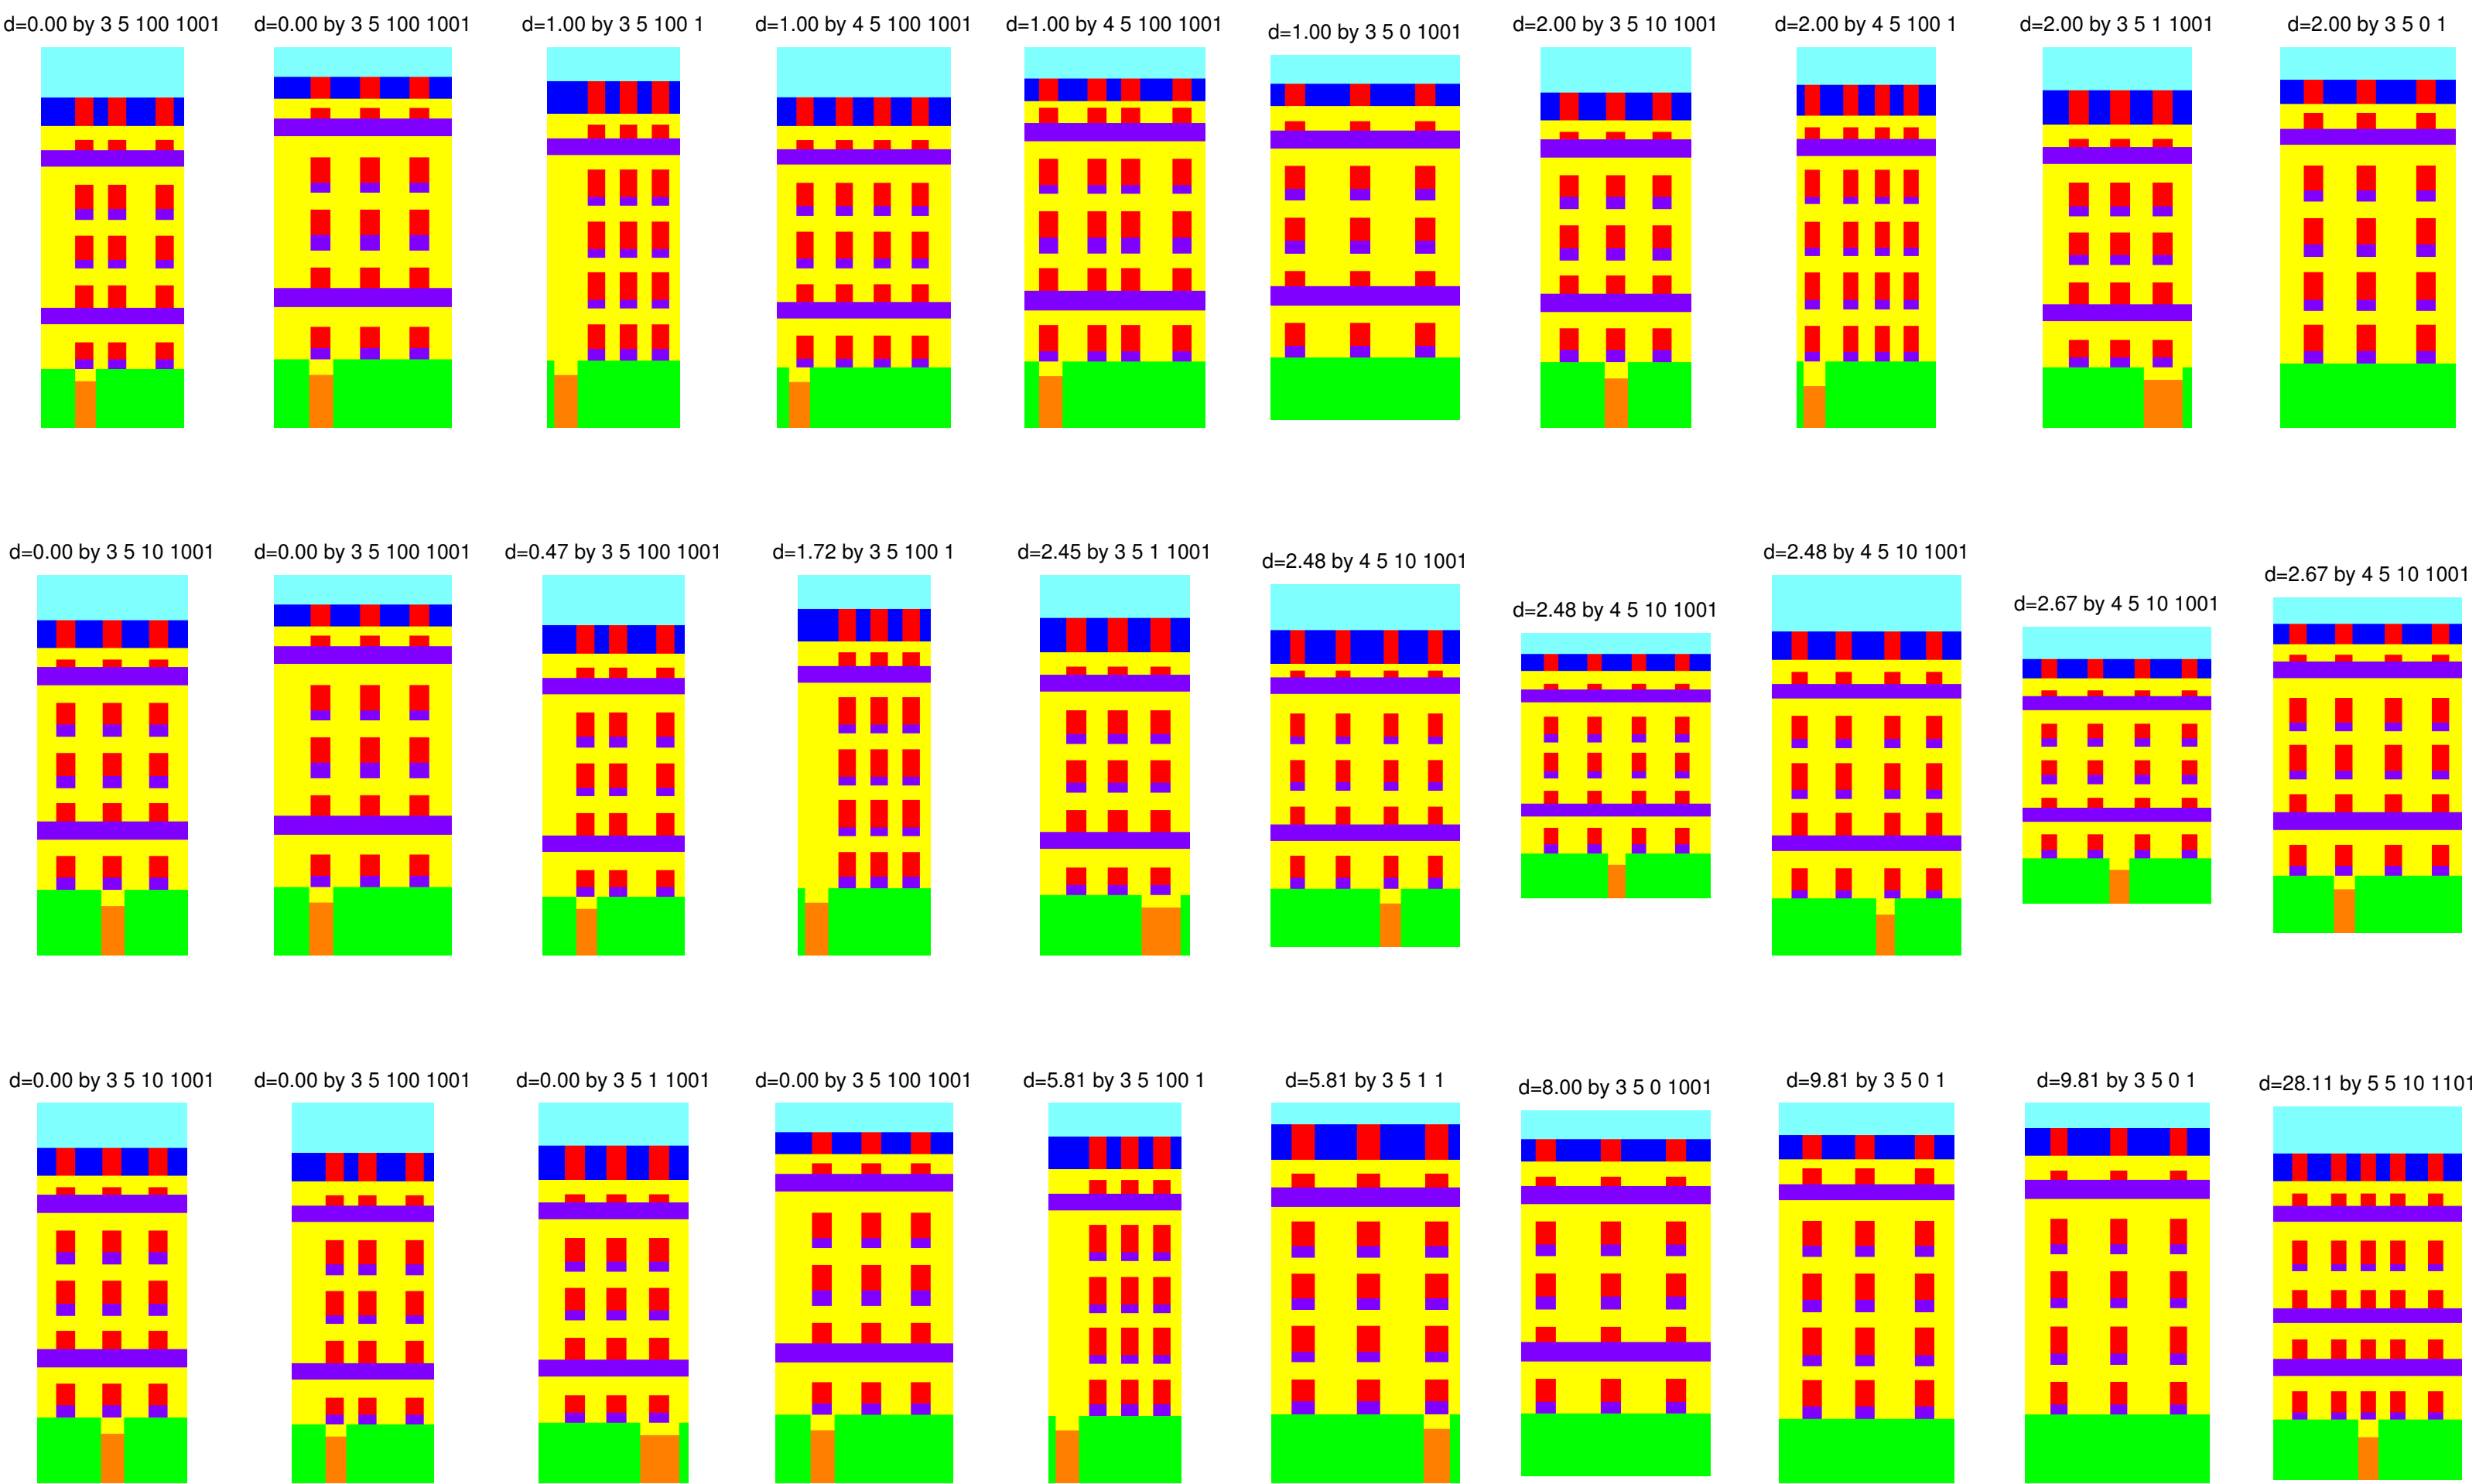 d=0.00 by 3 5 100 1001
d=0.00 by 3 5 100 1001
d=1.00 by 3 5 100 1
d=1.00 by 4 5 100 1001
d=1.00 by 4 5 100 1001
d=1.00 by 3 5 0 1001
d=2.00 by 3 5 10 1001
d=2.00 by 4 5 100 1
d=2.00 by 3 5 1 1001
d=2.00 by 3 5 0 1
d=0.00 by 3 5 10 1001
d=0.00 by 3 5 100 1001
d=0.47 by 3 5 100 1001
d=1.72 by 3 5 100 1
d=2.45 by 3 5 1 1001
d=2.48 by 4 5 10 1001
d=2.48 by 4 5 10 1001
d=2.48 by 4 5 10 1001
d=2.67 by 4 5 10 1001
d=2.67 by 4 5 10 1001
d=0.00 by 3 5 10 1001
d=0.00 by 3 5 100 1001
d=0.00 by 3 5 1 1001
d=0.00 by 3 5 100 1001
d=5.81 by 3 5 100 1
d=5.81 by 3 5 1 1
d=8.00 by 3 5 0 1001
d=9.81 by 3 5 0 1
d=9.81 by 3 5 0 1
d=28.11 by 5 5 10 1101